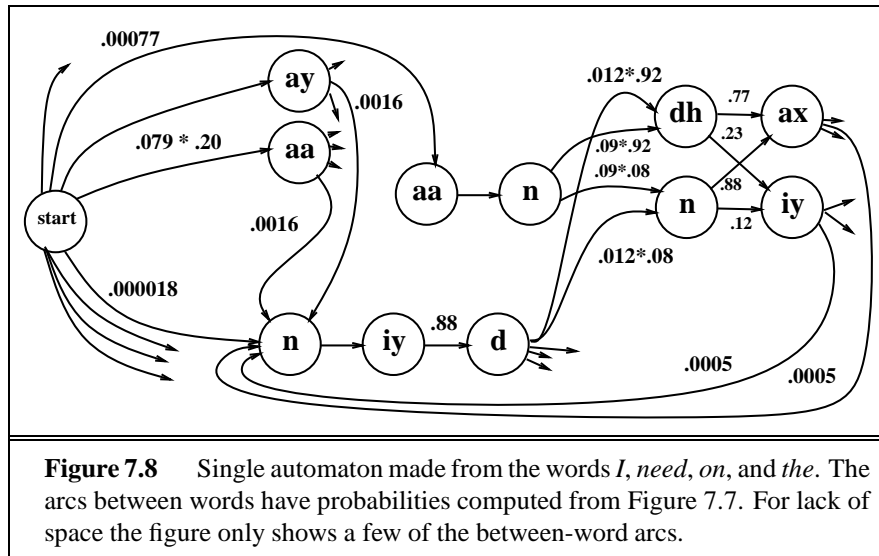 .00077
ay
.0016
.079 * .20
aa
start
.0016
.000018
aa
n
.012*.92
dh
.77
ax
.09*.92
.23
.09*.08
n
.88
iy
.12
.012*.08
n
iy
.88
d
.0005
.0005
Figure 7.8 Single automaton made from the words I, need, on, and the. The
arcs between words have probabilities computed from Figure 7.7. For lack of
space the figure only shows a few of the between-word arcs.